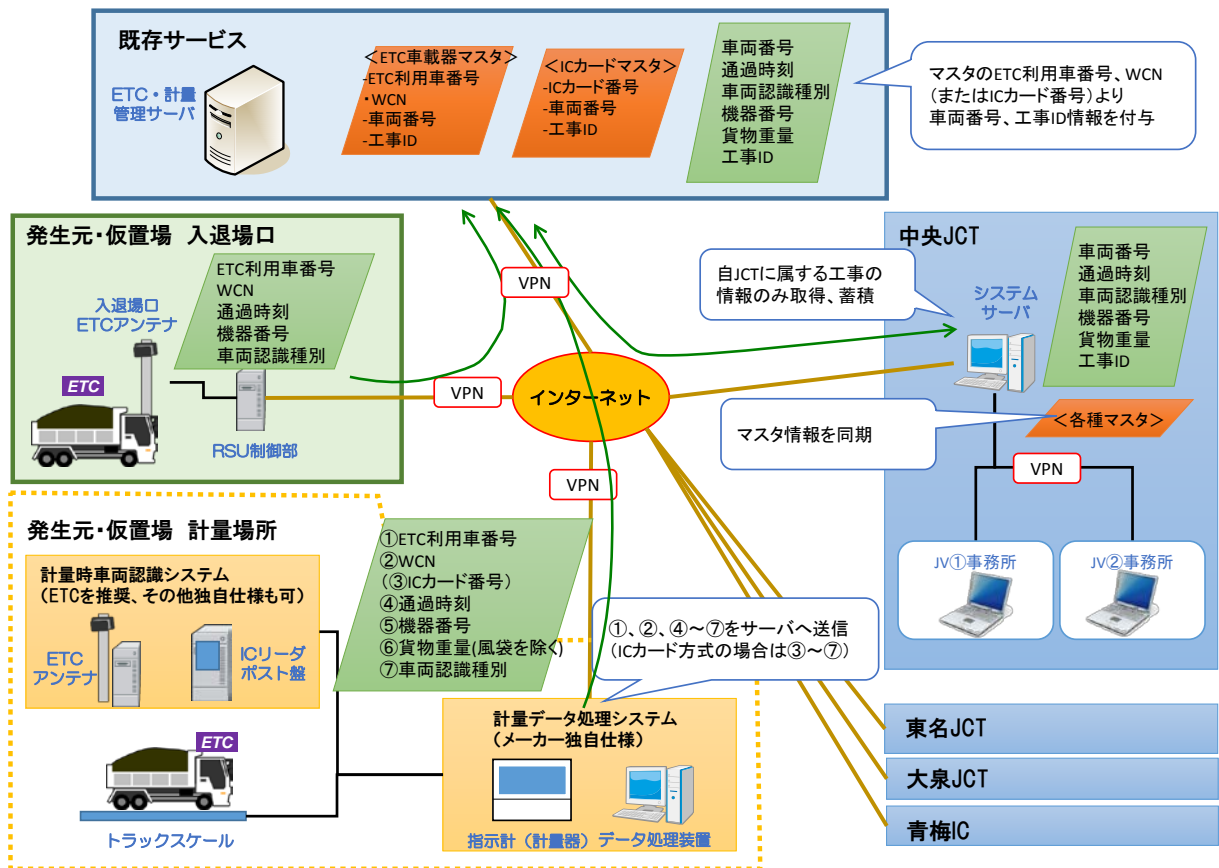 既存サービス
ETC・計量
管理サーバ
＜ETC車載器マスタ＞
-ETC利用車番号
・WCN
-車両番号
-工事ID
＜ICカードマスタ＞
-ICカード番号
-車両番号
-工事ID
車両番号
通過時刻
車両認識種別
機器番号
貨物重量
工事ID
マスタのETC利用車番号、WCN
（またはICカード番号）より
車両番号、工事ID情報を付与
発生元・仮置場 入退場口
入退場口
ETCアンテナ
ETC利用車番号
WCN
通過時刻
機器番号
車両認識種別
ETC
RSU制御部
VPN
VPN
インターネット
VPN
自JCTに属する工事の
情報のみ取得、蓄積
マスタ情報を同期
中央JCT
システム
サーバ
車両番号
通過時刻
車両認識種別
機器番号
貨物重量
工事ID
＜各種マスタ＞
VPN
JV①事務所
JV②事務所
発生元・仮置場 計量場所
計量時車両認識システム
（ETCを推奨、その他独自仕様も可）
ETC
アンテナ
ICリーダ
ポスト盤
①ETC利用車番号
②WCN
(③ICカード番号)
④通過時刻
⑤機器番号
⑥貨物重量(風袋を除く)
⑦車両認識種別
①、②、④～⑦をサーバへ送信
（ICカード方式の場合は③～⑦）
ETC
トラックスケール
計量データ処理システム
（メーカー独自仕様）
指示計（計量器）
データ処理装置
東名JCT
大泉JCT
青梅IC